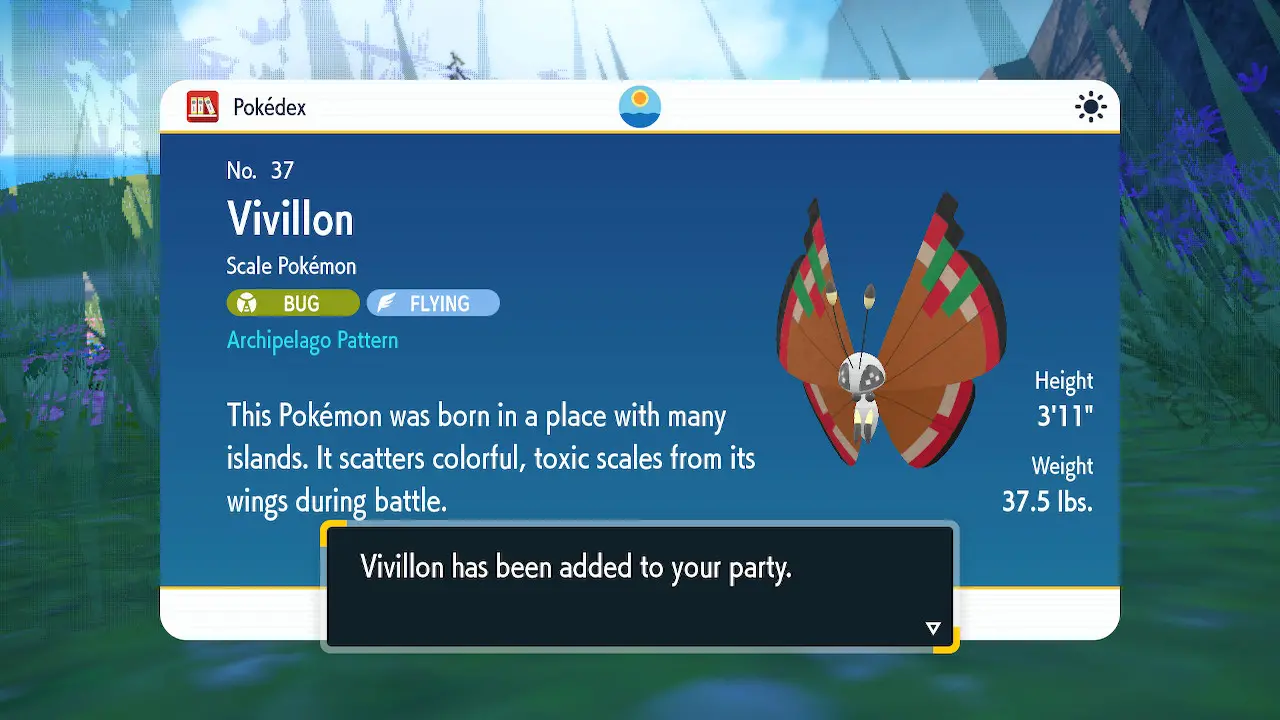 Pokédex
No. 37
Vivillon
Scale Pokémon
BUG FLYING
Archipelago Pattern
This Pokémon was born in a place with many
islands. It scatters colorful, toxic scales from its
wings during battle.
Height
3'11"
Weight
37.5 lbs.
Vivillon has been added to your party.